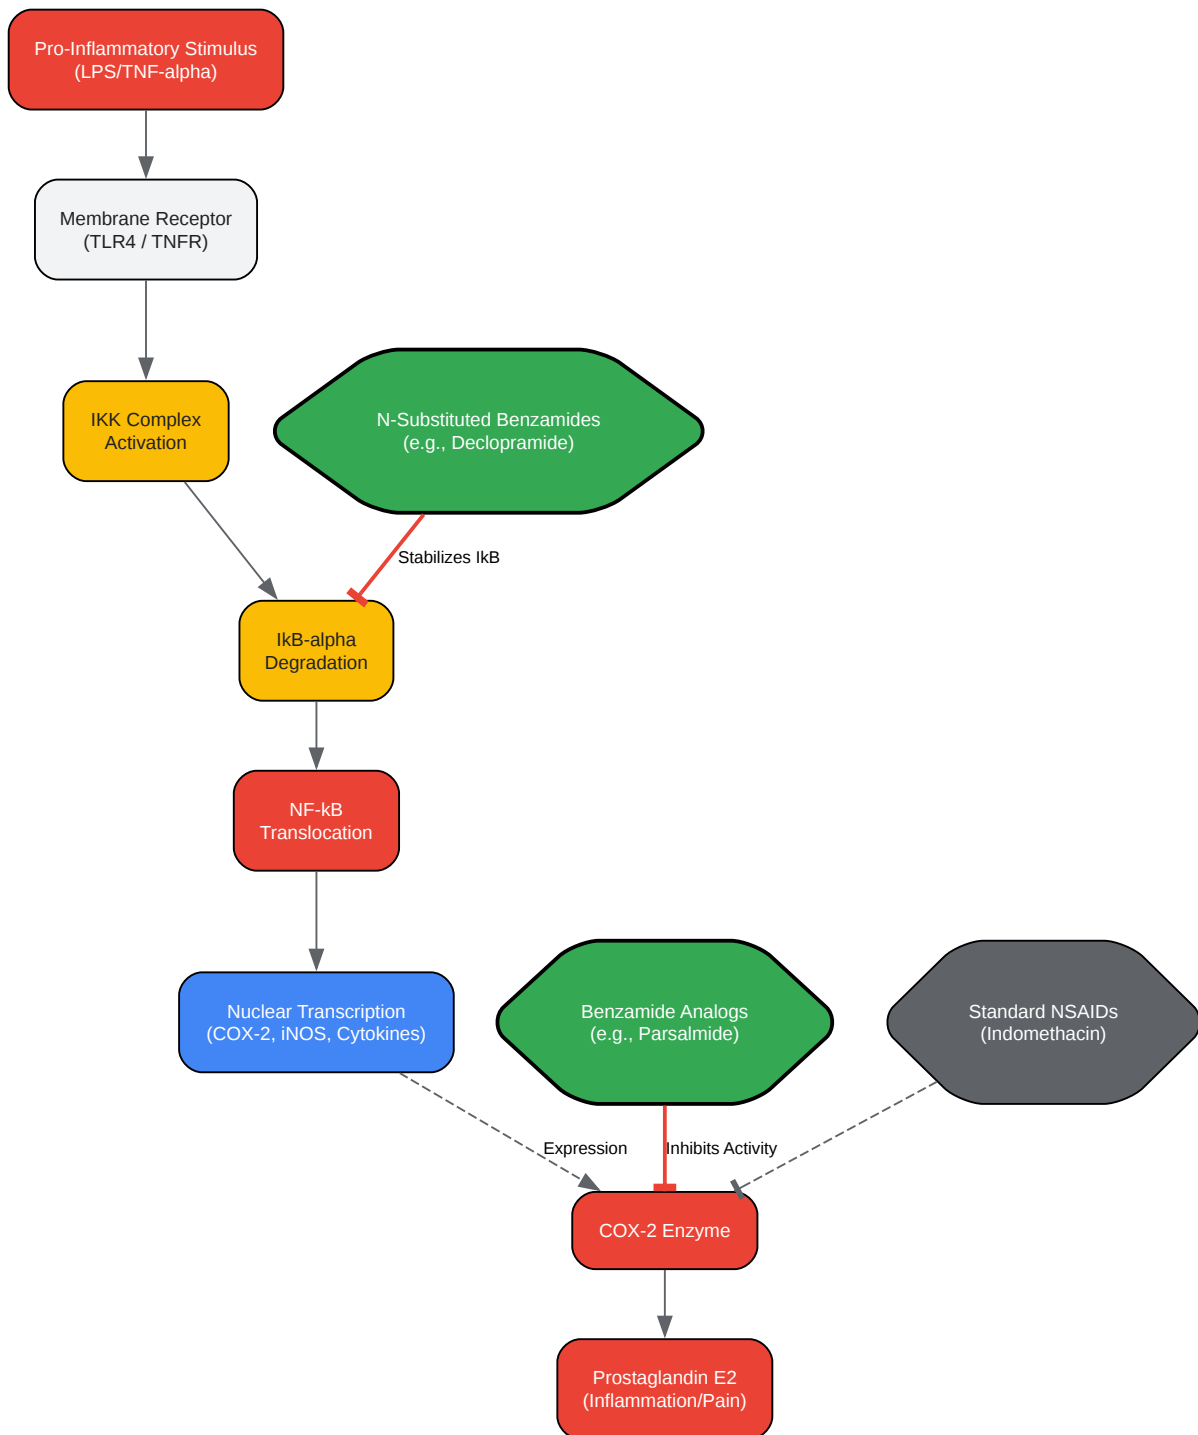 Pro-Inflammatory Stimulus
(LPS/TNF-alpha)
Membrane Receptor
(TLR4 / TNFR)
IKK Complex
Activation
N-Substituted Benzamides
(e.g., Declopramide)
Stabilizes IkB
IkB-alpha
Degradation
NF-kB
Translocation
Nuclear Transcription
(COX-2, iNOS, Cytokines)
Benzamide Analogs
(e.g., Parsalmide)
Standard NSAIDs
(Indomethacin)
Expression
Inhibits Activity
COX-2 Enzyme
Prostaglandin E2
(Inflammation/Pain)